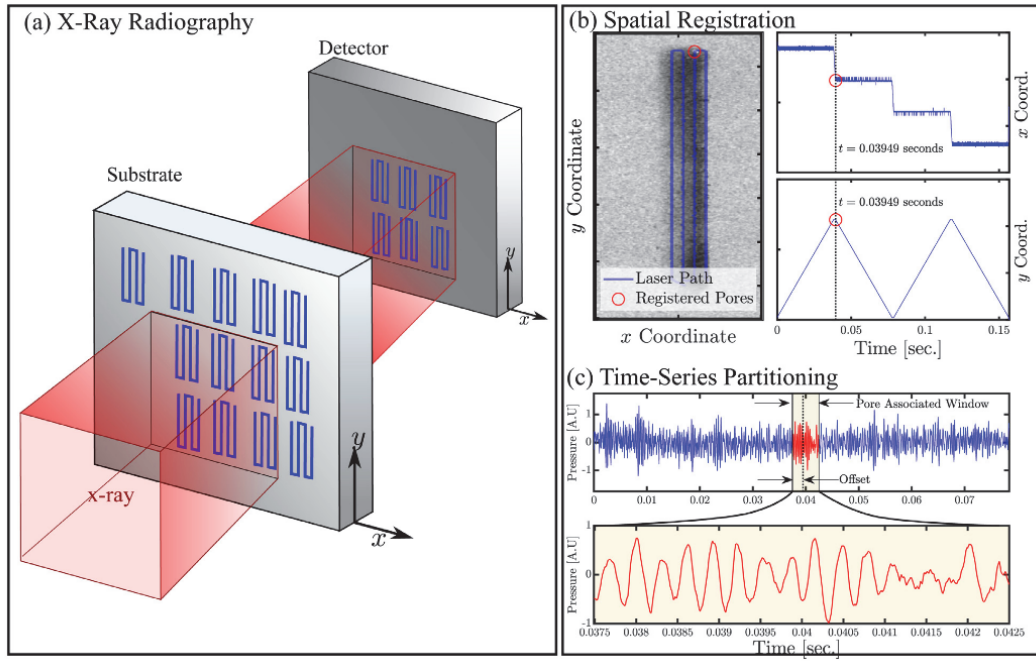 (a) X-Ray Radiography
Detector
Substrate
y
x
x-ray
y
x
(b) Spatial Registration
y Coordinate
Laser Path
Registered Pores
x Coordinate
t = 0.03949 seconds
x Coord.
t = 0.03949 seconds
y Coord.
0 0.05 0.1 0.15
Time [sec.]
(c) Time-Series Partitioning
Pressure [A.U]
1
0
-1
Pore Associated Window
Offset
0 0.01 0.02 0.03 0.04 0.05 0.06 0.07
Pressure [A.U]
1
0
-1
0.0375 0.038 0.0385 0.039 0.0395 0.04 0.0405 0.041 0.0415 0.042 0.0425
Time [sec.]